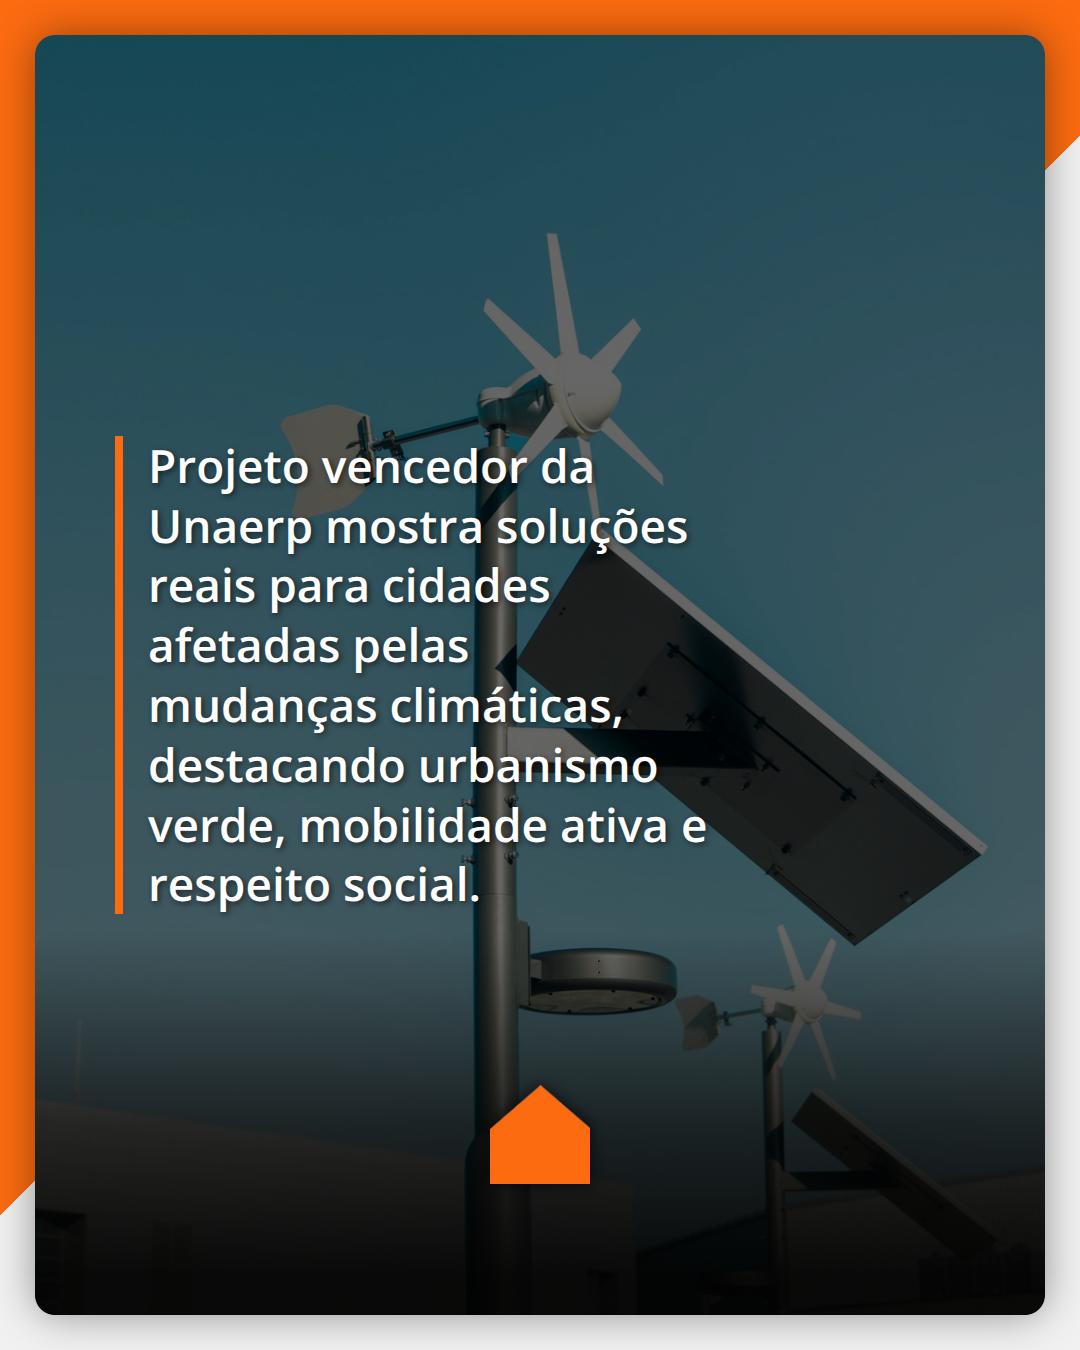 Projeto vencedor da
Unaerp mostra soluções
reais para cidades
afetadas pelas
mudanças climáticas,
destacando urbanismo
verde, mobilidade ativa e
respeito social.